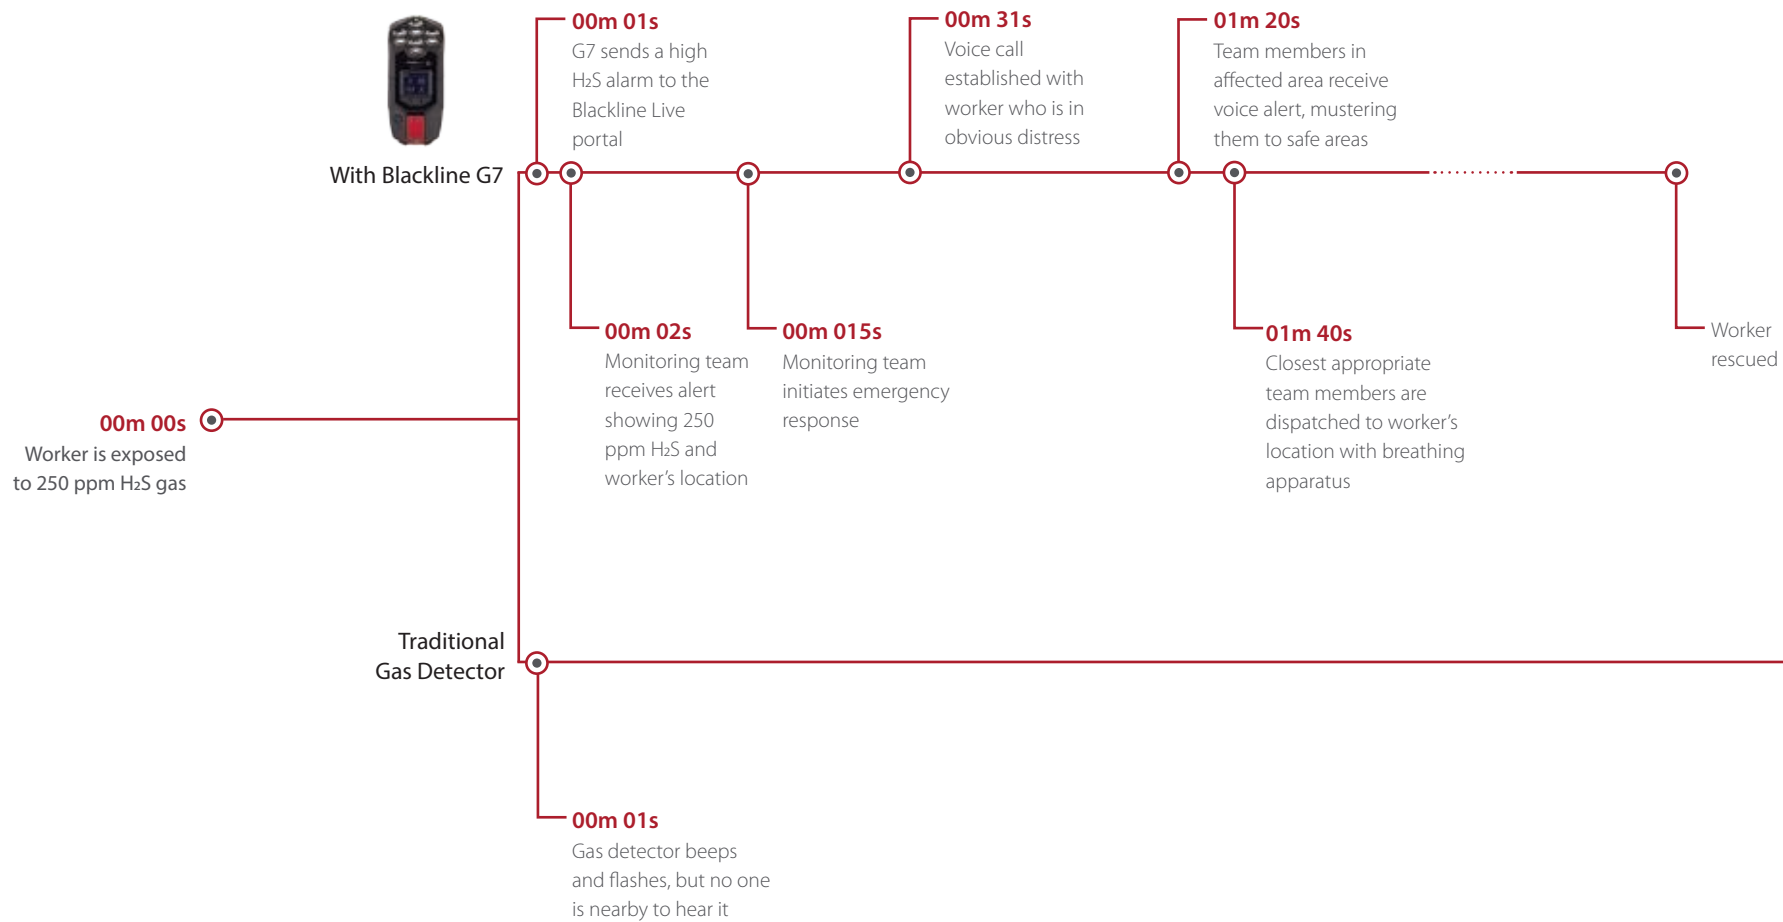 00m 01s
G7 sends a high
H₂S alarm to the
Blackline Live
portal
00m 31s
Voice call
established with
worker who is in
obvious distress
01m 20s
Team members in
affected area receive
voice alert, mustering
them to safe areas
With Blackline G7
00m 02s
Monitoring team
receives alert
showing 250
ppm H₂S and
worker’s location
00m 015s
Monitoring team
initiates emergency
response
01m 40s
Closest appropriate
team members are
dispatched to worker’s
location with breathing
apparatus
Worker
rescued
00m 00s
Worker is exposed
to 250 ppm H₂S gas
Traditional
Gas Detector
00m 01s
Gas detector beeps
and flashes, but no one
is nearby to hear it